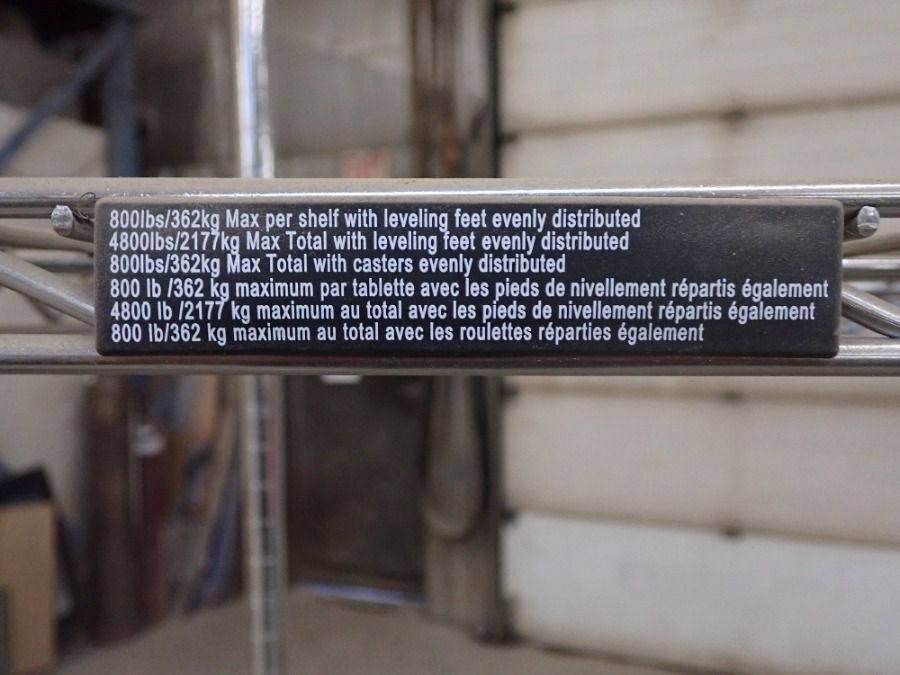 800lbs/362kg Max per shelf with leveling feet evenly distributed
4800lbs/2177kg Max Total with leveling feet evenly distributed
800lbs/362kg Max Total with casters evenly distributed
800 lb /362 kg maximum par tablette avec les pieds de nivellement répartis également
4800 lb /2177 kg maximum au total avec les pieds de nivellement répartis également
800 lb/362 kg maximum au total avec les roulettes réparties également